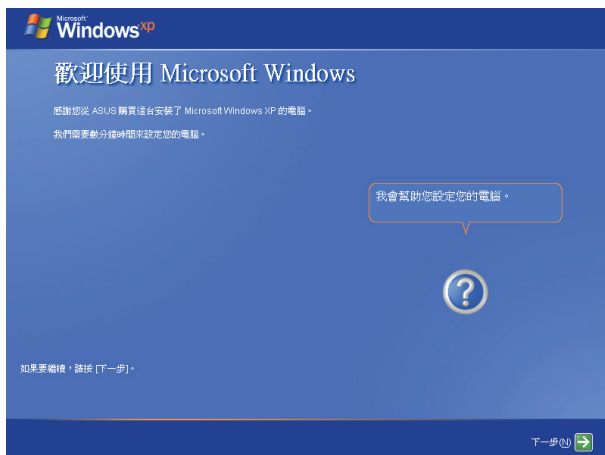 Microsoft
Windows xp
歡迎使用 Microsoft Windows
感謝您從 ASUS 購買這台安裝了 Microsoft Windows XP 的電腦。
我們需要數分鐘時間來設定您的電腦。
我會幫助您設定您的電腦。
?
如果要繼續，請按 [下一步]。
下一步(N)